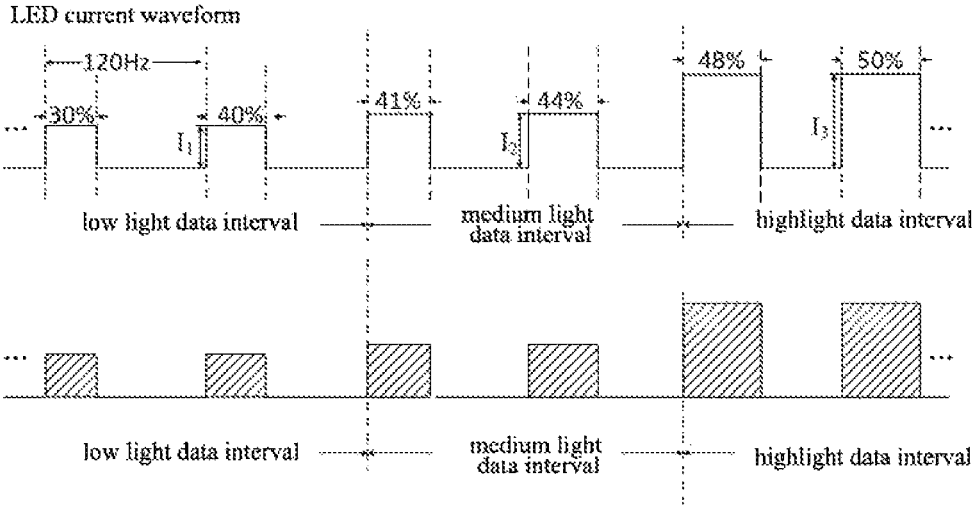 LED current waveform
120Hz
30%
40%
41%
44%
48%
50%
...
I1
I2
I3
...
low light data interval
medium light
data interval
highlight data interval
...
...
low light data interval
medium light
data interval
highlight data interval